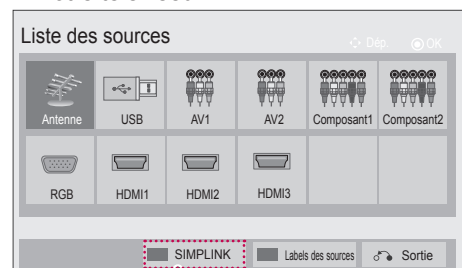 Liste des sources
Dép. OK
Antenne USB AV1 AV2 Composant1 Composant2
RGB HDMI1 HDMI2 HDMI3
SIMPLINK Labels des sources Sortie